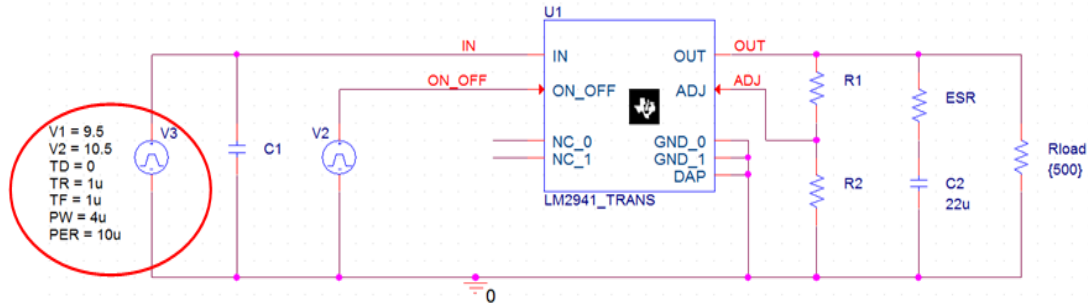 U1
IN
IN
OUT
OUT
ON_OFF
ON_OFF
ADJ
ADJ
R1
ESR
V1 = 9.5
V2 = 10.5
TD = 0
TR = 1u
TF = 1u
PW = 4u
PER = 10u
V3
C1
V2
NC_0
NC_1
GND_0
GND_1
DAP
LM2941_TRANS
R2
C2
22u
Rload
{500}
0